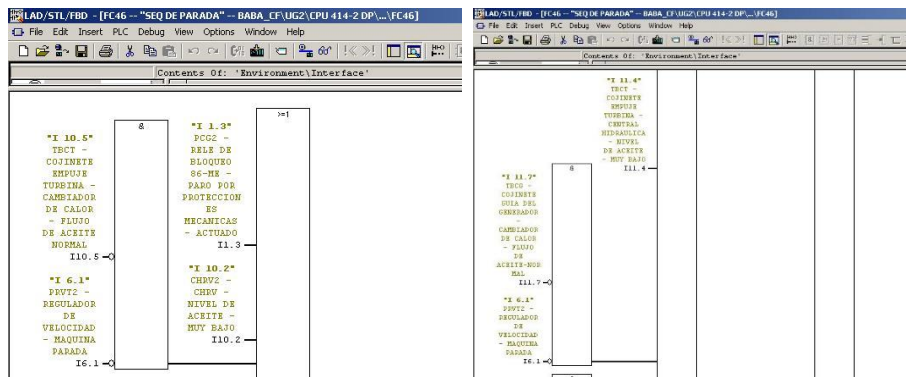 LAD/STL/FBD - [FC46 -- "SEQ DE PARADA" -- BABA_CF\UG2\CPU 414-2 DP\...\FC46]
File Edit Insert PLC Debug View Options Window Help
Contents Of: 'Environment\Interface'
&
>=1
"I 10.5"
TBCT -
COJINETE
EMPUJE
TURBINA -
CAMBIADOR
DE CALOR
- FLUJO
DE ACEITE
NORMAL
I10.5
"I 6.1"
PRVT2 -
REGULADOR
DE
VELOCIDAD
- MAQUINA
PARADA
I6.1
"I 1.3"
PCG2 -
RELE DE
BLOQUEO
86-ME -
PARO POR
PROTECCION
ES
MECANICAS
- ACTUADO
I1.3
"I 10.2"
CHRV2 -
CHRV -
NIVEL DE
ACEITE -
MUY BAJO
I10.2
LAD/STL/FBD - [FC46 -- "SEQ DE PARADA" -- BABA_CF\UG2\CPU 414-2 DP\...\FC46]
File Edit Insert PLC Debug View Options Window Help
Contents Of: 'Environment\Interface'
"I 11.4"
TBCT -
COJINETE
EMPUJE
TURBINA -
CENTRAL
HIDRAULICA
- NIVEL
DE ACEITE
- MUY BAJO
I11.4
&
"I 11.7"
TBCG -
COJINETE
GUIA DEL
GENERADOR
-
CAMBIADOR
DE CALOR
- FLUJO
DE
ACEITE-NOR
MAL
I11.7
"I 6.1"
PRVT2 -
REGULADOR
DE
VELOCIDAD
- MAQUINA
PARADA
I6.1
&